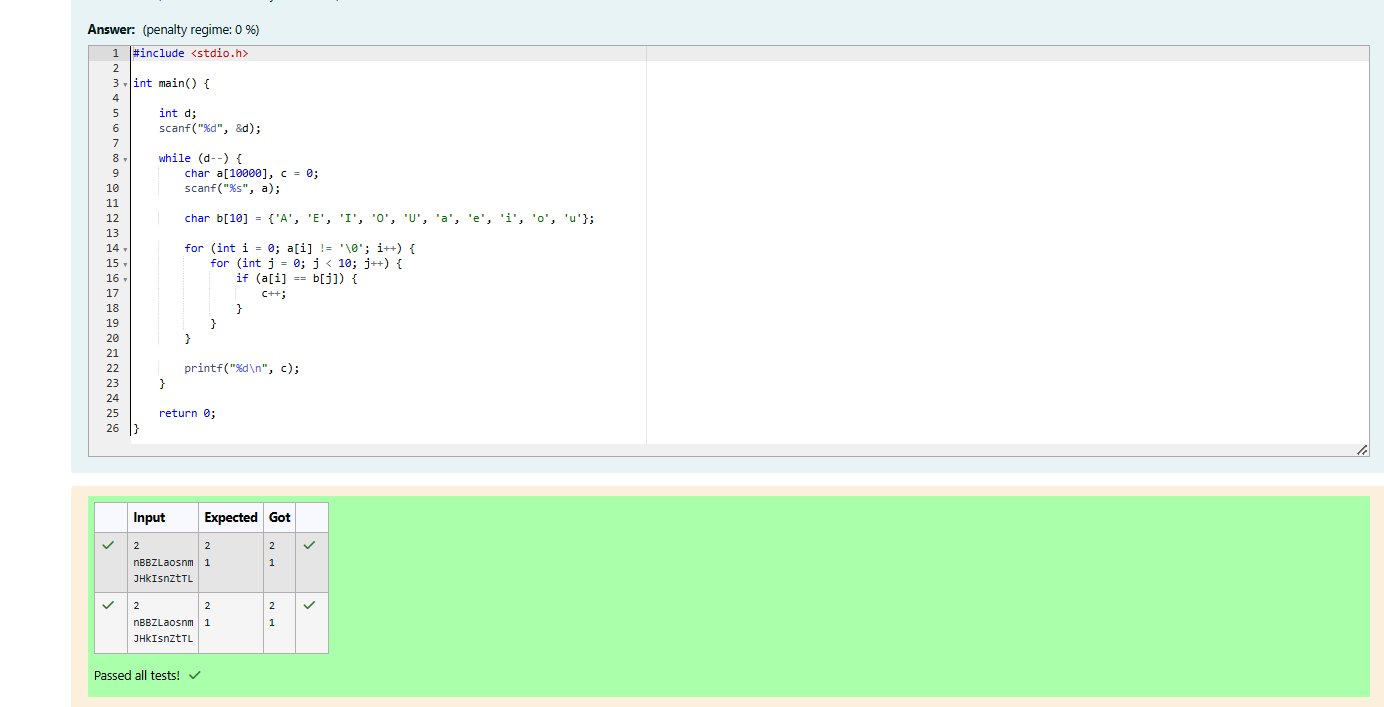 Answer: (penalty regime: 0 %)
1 #include <stdio.h>
2
3 int main() {
4
5     int d;
6     scanf("%d", &d);
7
8     while (d--) {
9         char a[10000], c = 0;
10         scanf("%s", a);
11
12         char b[10] = {'A', 'E', 'I', 'O', 'U', 'a', 'e', 'i', 'o', 'u'};
13
14         for (int i = 0; a[i] != '\0'; i++) {
15             for (int j = 0; j < 10; j++) {
16                 if (a[i] == b[j]) {
17                     c++;
18                 }
19             }
20         }
21
22         printf("%d\n", c);
23     }
24
25     return 0;
26 }
Input Expected Got
2 2 2
nBBZLaosnm 1 1
JHkIsnZtTL
2 2 2
nBBZLaosnm 1 1
JHkIsnZtTL
Passed all tests!